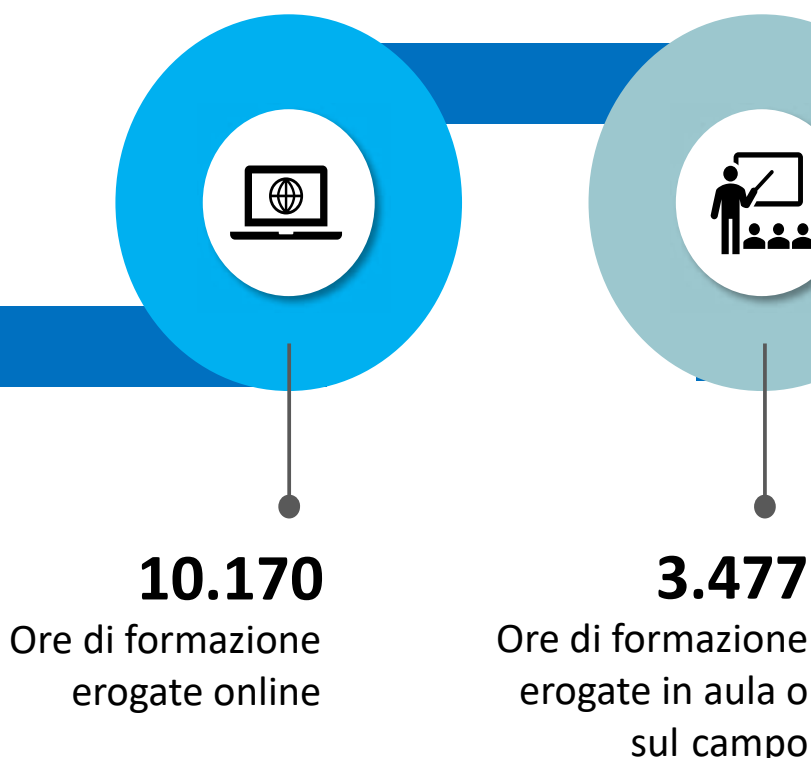 10.170
Ore di formazione
erogate online
3.477
Ore di formazione
erogate in aula o
sul campo